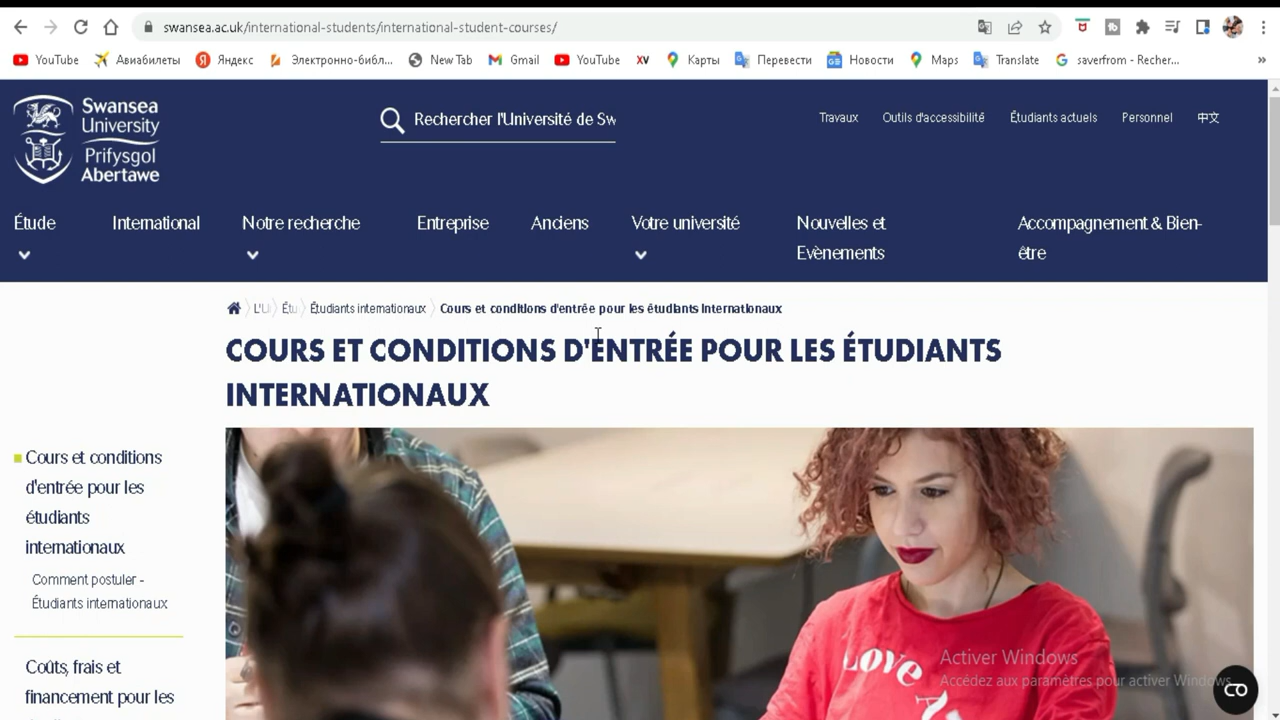 swansea.ac.uk/international-students/international-student-courses/
YouTube Авиабилеты Яндекс Электронно-библ... New Tab Gmail YouTube XV Карты Перевести Новости Maps Translate saverfrom - Recher... »
Swansea
University
Prifysgol
Abertawe
Rechercher l'Université de Sw
Travaux Outils d'accessibilité Étudiants actuels Personnel 中文
Étude International Notre recherche Entreprise Anciens Votre université Nouvelles et Evènements Accompagnement & Bien-être
L'U Étu Étudiants internationaux Cours et conditions d'entrée pour les étudiants internationaux
COURS ET CONDITIONS D'ENTRÉE POUR LES ÉTUDIANTS
INTERNATIONAUX
Cours et conditions
d'entrée pour les
étudiants
internationaux
Comment postuler -
Étudiants internationaux
Coûts, frais et
financement pour les
Love
Activer Windows
Accédez aux paramètres pour activer Windows.